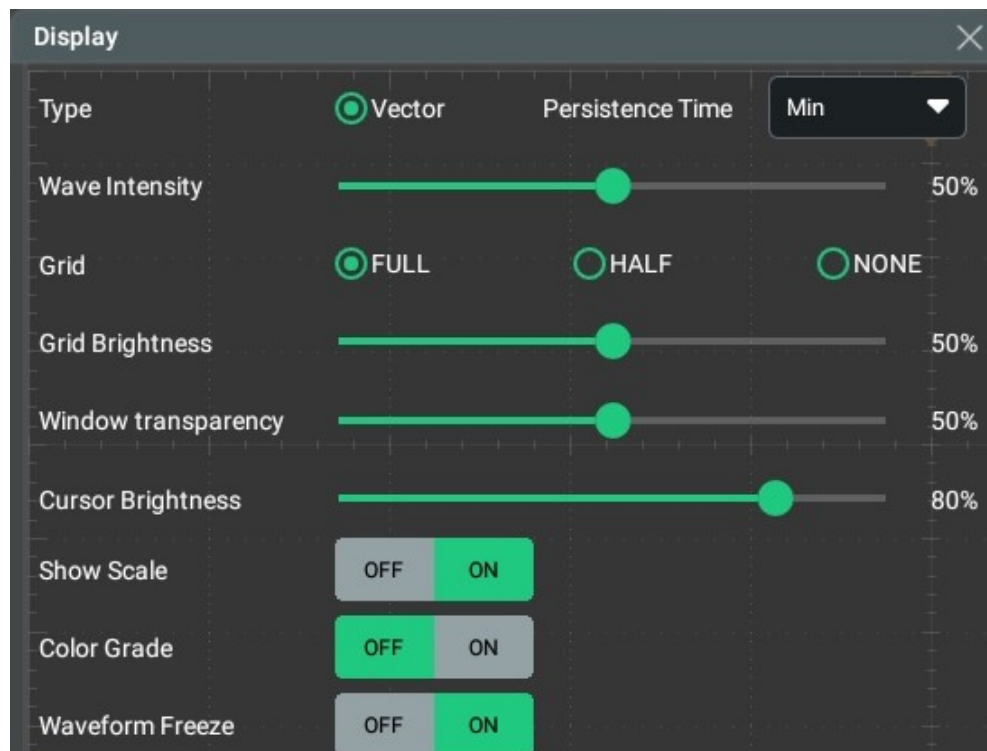 Display
Type Vector Persistence Time Min
Wave Intensity 50%
Grid FULL HALF NONE
Grid Brightness 50%
Window transparency 50%
Cursor Brightness 80%
Show Scale OFF ON
Color Grade OFF ON
Waveform Freeze OFF ON